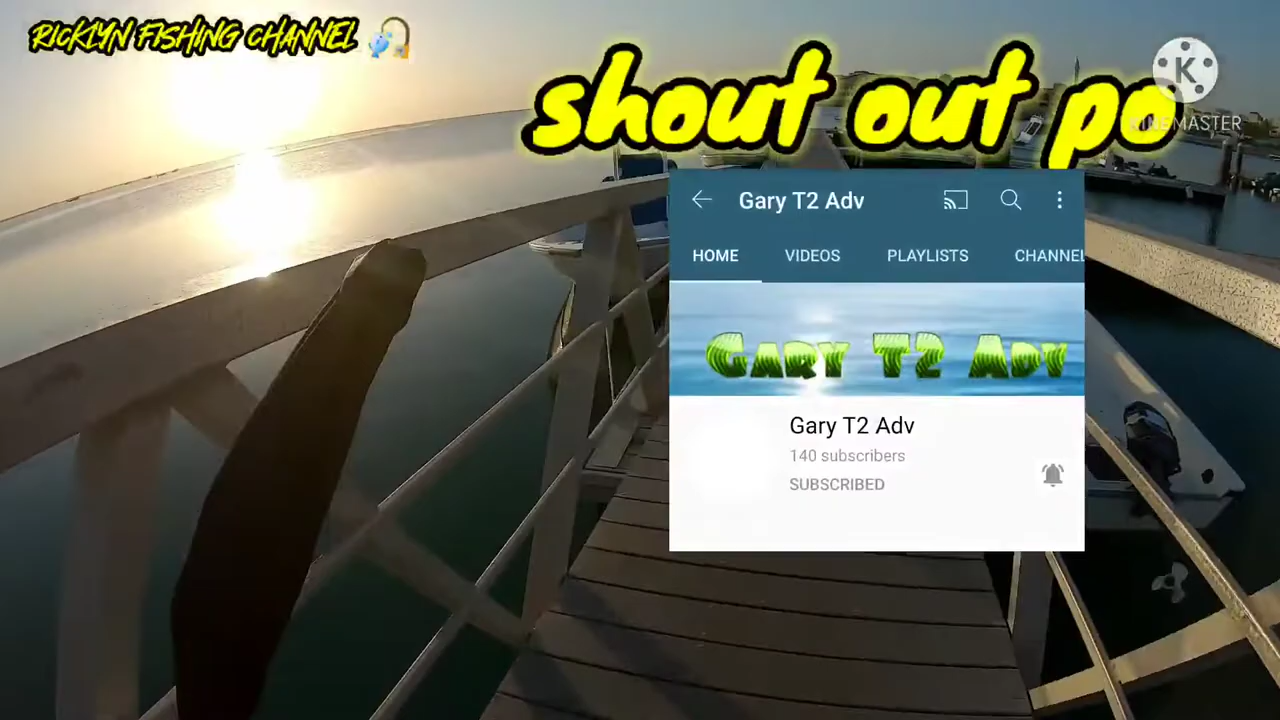 RICKLYN FISHING CHANNEL
shout out po
K
KINEMASTER
Gary T2 Adv
HOME VIDEOS PLAYLISTS CHANNEL
GARY T2 ADV
Gary T2 Adv
140 subscribers
SUBSCRIBED